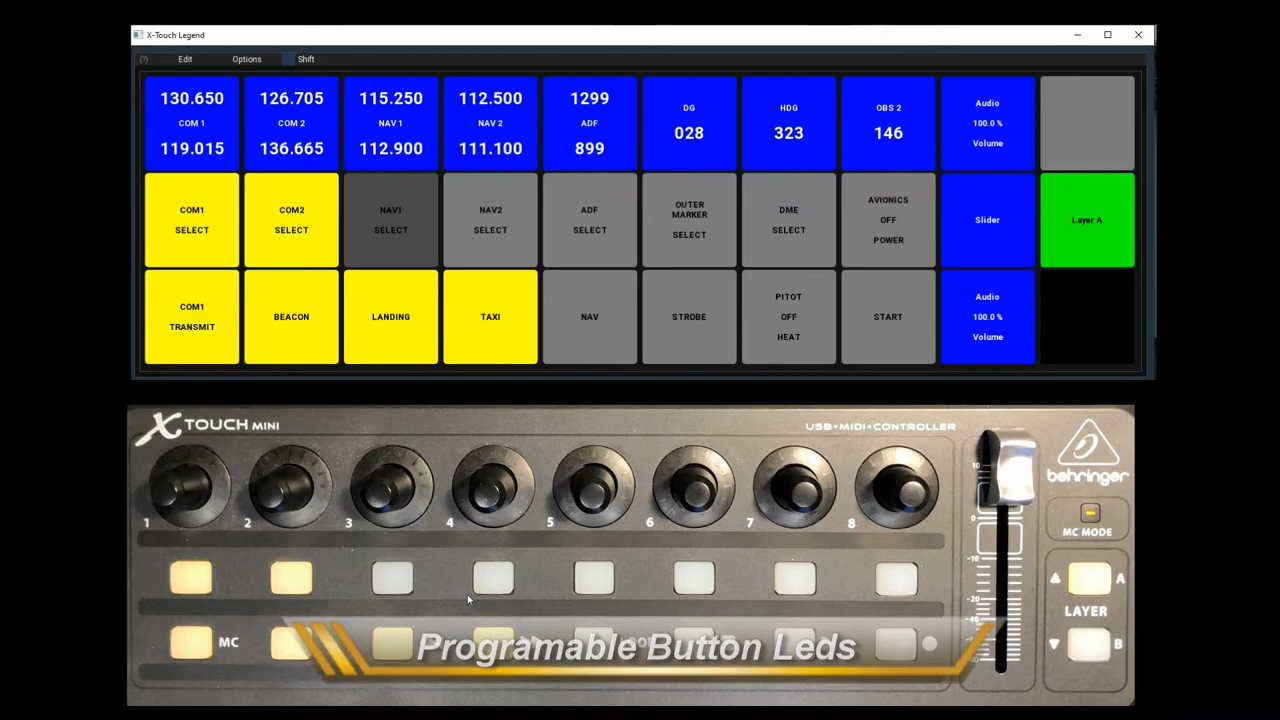 X-Touch Legend
(?) Edit Options Shift
130.650 126.705 115.250 112.500 1299 DG HDG OBS 2 Audio
COM 1 COM 2 NAV 1 NAV 2 ADF 028 323 146 100.0 %
119.015 136.665 112.900 111.100 899 Volume
COM1 COM2 NAV1 NAV2 ADF OUTER MARKER DME AVIONICS Slider Layer A
SELECT SELECT SELECT SELECT SELECT SELECT SELECT OFF
POWER
COM1 BEACON LANDING TAXI NAV STROBE PITOT START Audio
TRANSMIT OFF 100.0 %
HEAT Volume
X TOUCH MINI USB•MIDI•CONTROLLER
behringer
1 2 3 4 5 6 7 8
10
0
-10
-20
-40
MC MODE
A
LAYER
B
MC
Programable Button Leds